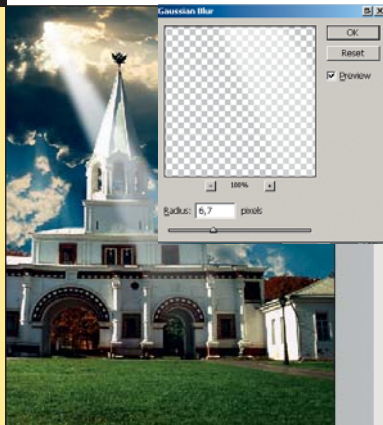 Gaussian Blur
OK
Reset
Preview
100%
Radius: 6,7 pixels